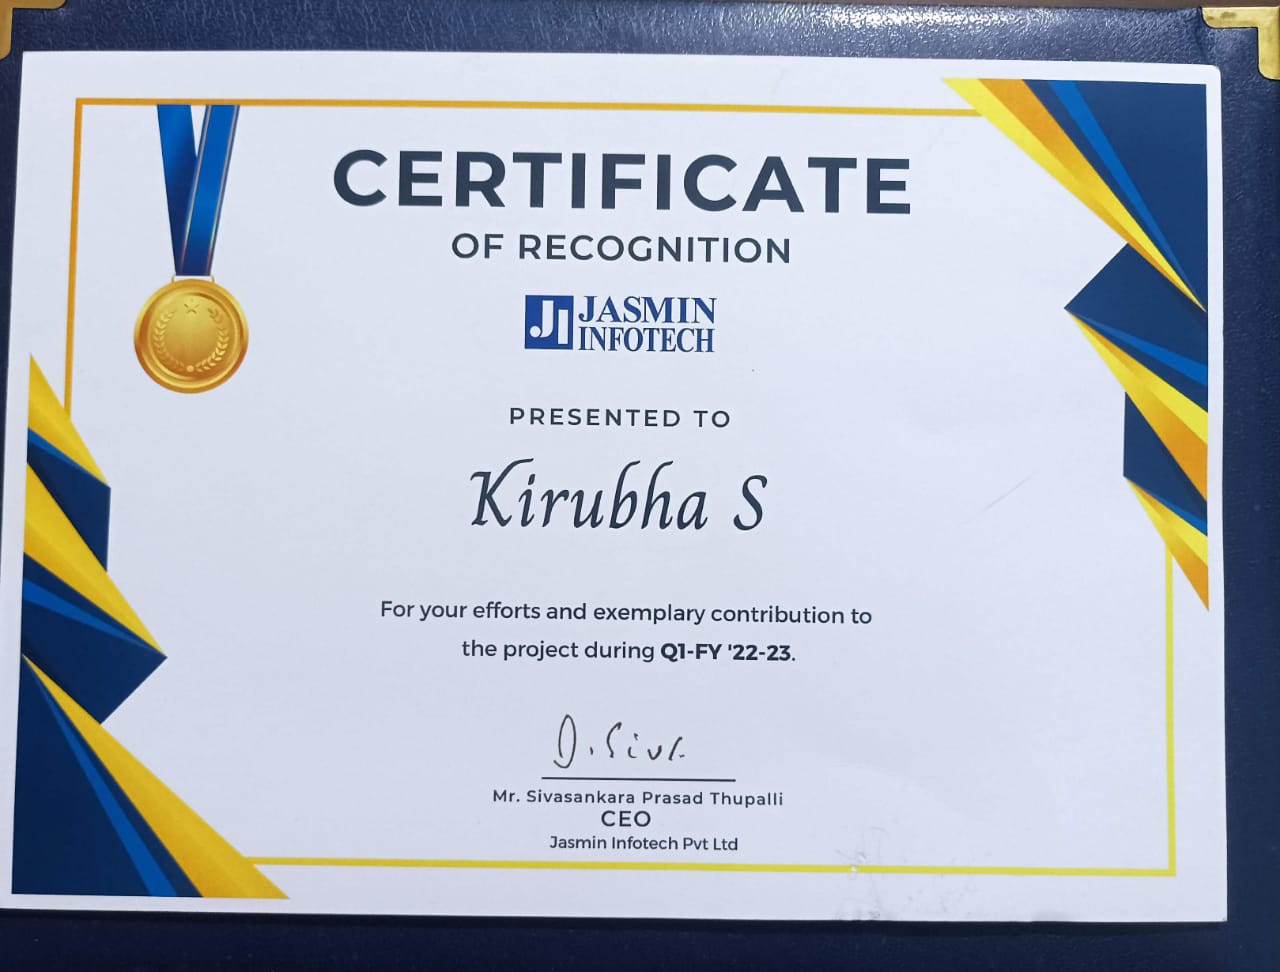 CERTIFICATE
OF RECOGNITION
JASMIN
INFOTECH
PRESENTED TO
Kirubha S
For your efforts and exemplary contribution to
the project during Q1-FY '22-23.
D. Siva
Mr. Sivasankara Prasad Thupalli
CEO
Jasmin Infotech Pvt Ltd